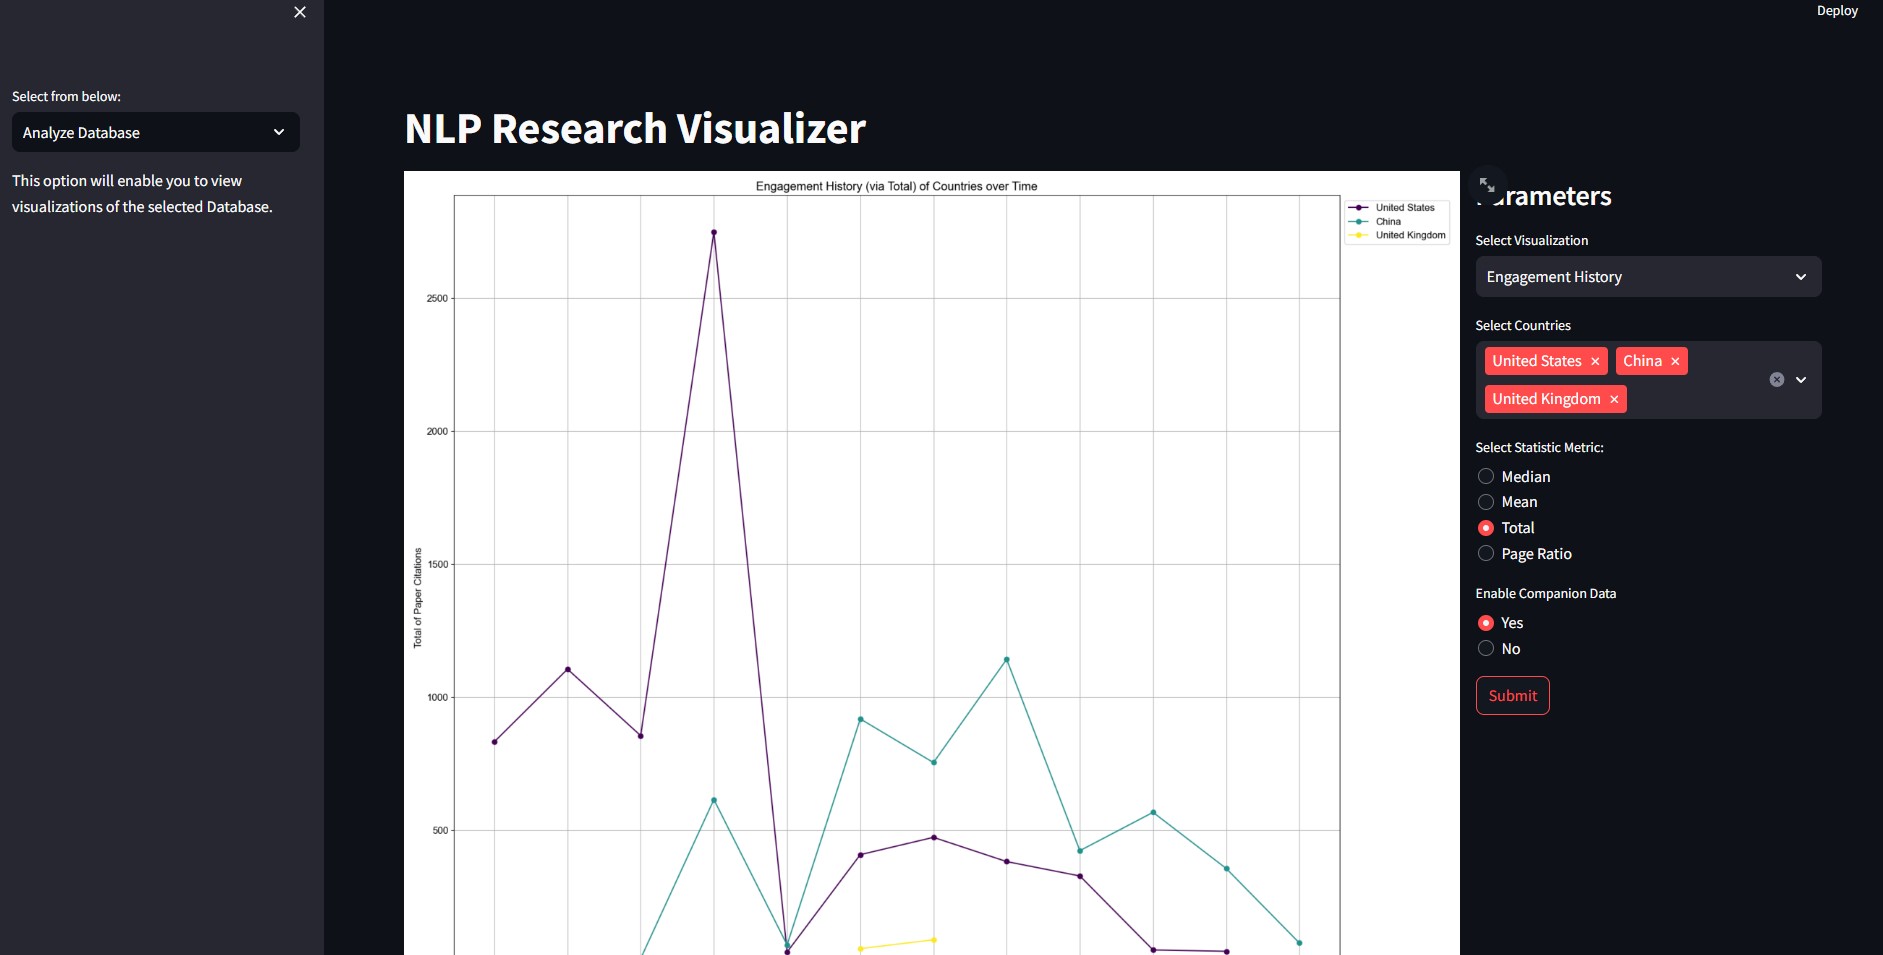 Deploy
Select from below:
Analyze Database
This option will enable you to view
visualizations of the selected Database.
NLP Research Visualizer
Engagement History (via Total) of Countries over Time
United States
China
United Kingdom
2500
2000
1500
1000
500
Total of Paper Citations
rameters
Select Visualization
Engagement History
Select Countries
United States
China
United Kingdom
Select Statistic Metric:
Median
Mean
Total
Page Ratio
Enable Companion Data
Yes
No
Submit